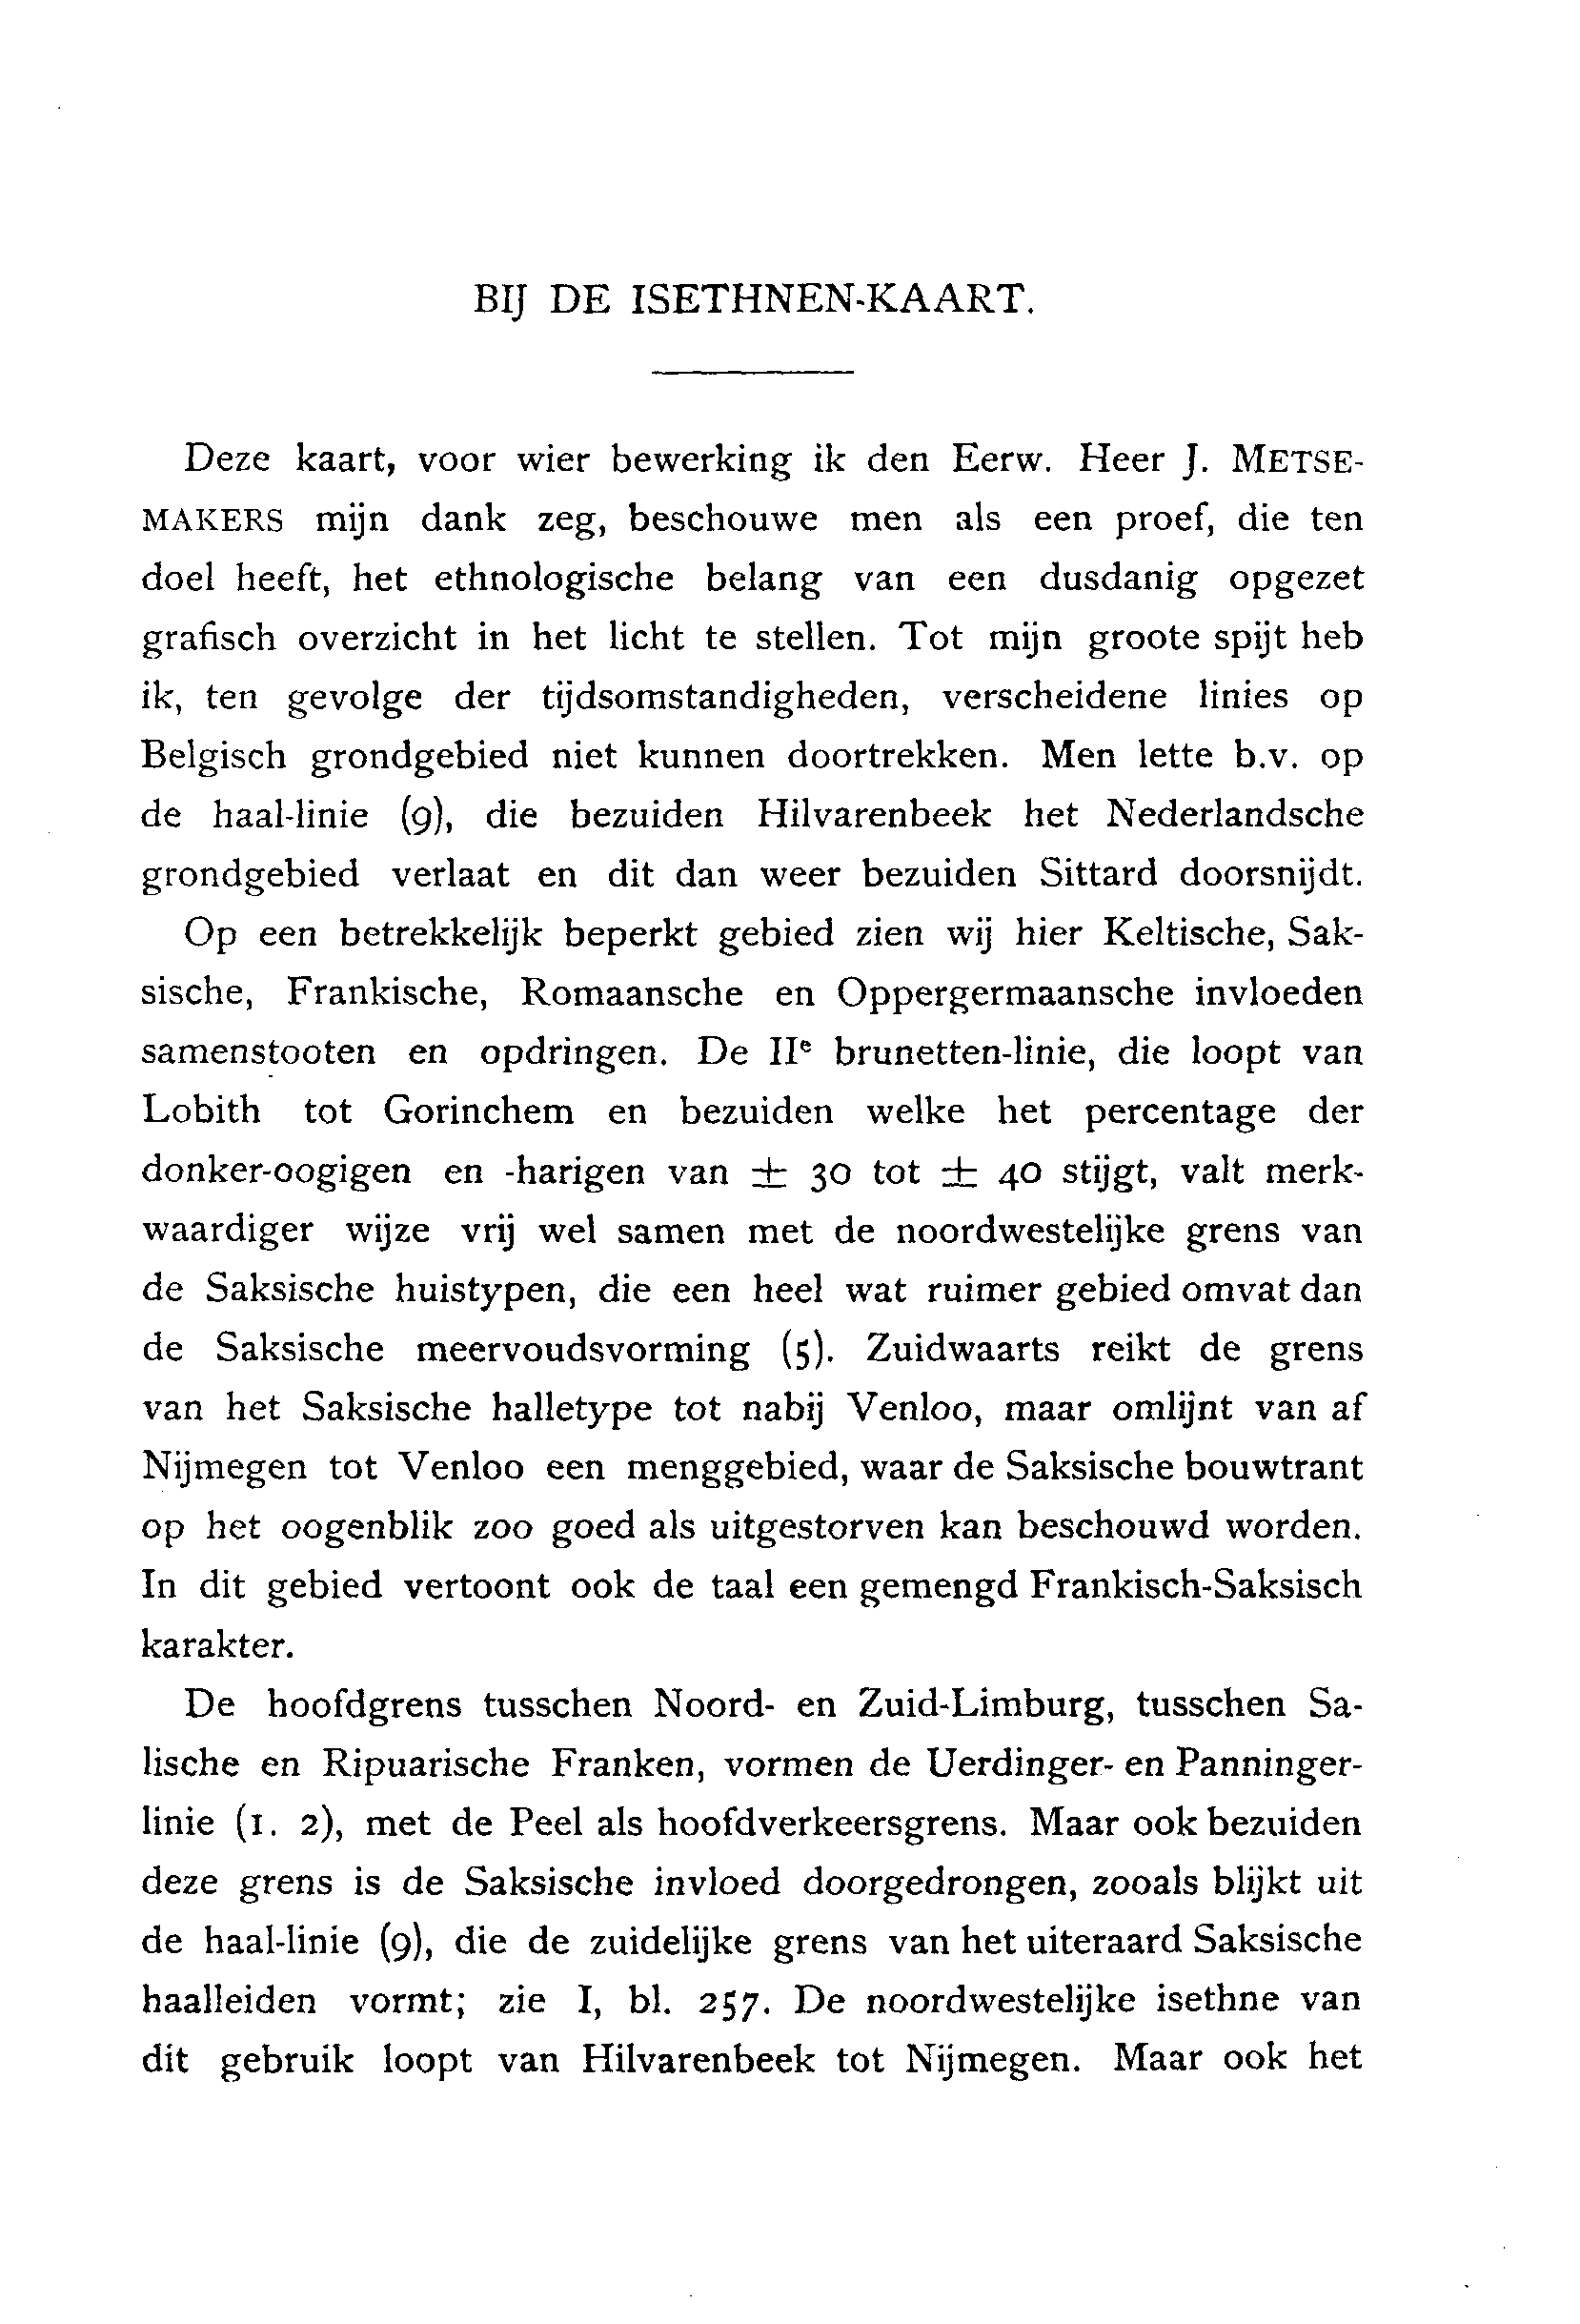 BIJ DE ISETHNEN-KAART.
Deze kaart, voor wier bewerking ik den Eerw. Heer J. METSE-
MAKERS mijn dank zeg, beschouwe men als een proef, die ten
doel heeft, het ethnologische belang van een dusdanig opgezet
grafisch overzicht in het licht te stellen. Tot mijn groote spijt heb
ik, ten gevolge der tijdsomstandigheden, verscheidene linies op
Belgisch grondgebied niet kunnen doortrekken. Men lette b.v. op
de haal-linie (9), die bezuiden Hilvarenbeek het Nederlandsche
grondgebied verlaat en dit dan weer bezuiden Sittard doorsnijdt.
Op een betrekkelijk beperkt gebied zien wij hier Keltische, Sak-
sische, Frankische, Romaansche en Oppergermaansche invloeden
samenstooten en opdringen. De IIe brunetten-linie, die loopt van
Lobith tot Gorinchem en bezuiden welke het percentage der
donker-oogigen en -harigen van ± 30 tot ± 40 stijgt, valt merk-
waardiger wijze vrij wel samen met de noordwestelijke grens van
de Saksische huistypen, die een heel wat ruimer gebied omvat dan
de Saksische meervoudsvorming (5). Zuidwaarts reikt de grens
van het Saksische halletype tot nabij Venloo, maar omlijnt van af
Nijmegen tot Venloo een menggebied, waar de Saksische bouwtrant
op het oogenblik zoo goed als uitgestorven kan beschouwd worden.
In dit gebied vertoont ook de taal een gemengd Frankisch-Saksisch
karakter.
De hoofdgrens tusschen Noord- en Zuid-Limburg, tusschen Sa-
lische en Ripuarische Franken, vormen de Uerdinger- en Panninger-
linie (1. 2), met de Peel als hoofdverkeersgrens. Maar ook bezuiden
deze grens is de Saksische invloed doorgedrongen, zooals blijkt uit
de haal-linie (9), die de zuidelijke grens van het uiteraard Saksische
haalleiden vormt; zie I, bl. 257. De noordwestelijke isethne van
dit gebruik loopt van Hilvarenbeek tot Nijmegen. Maar ook het